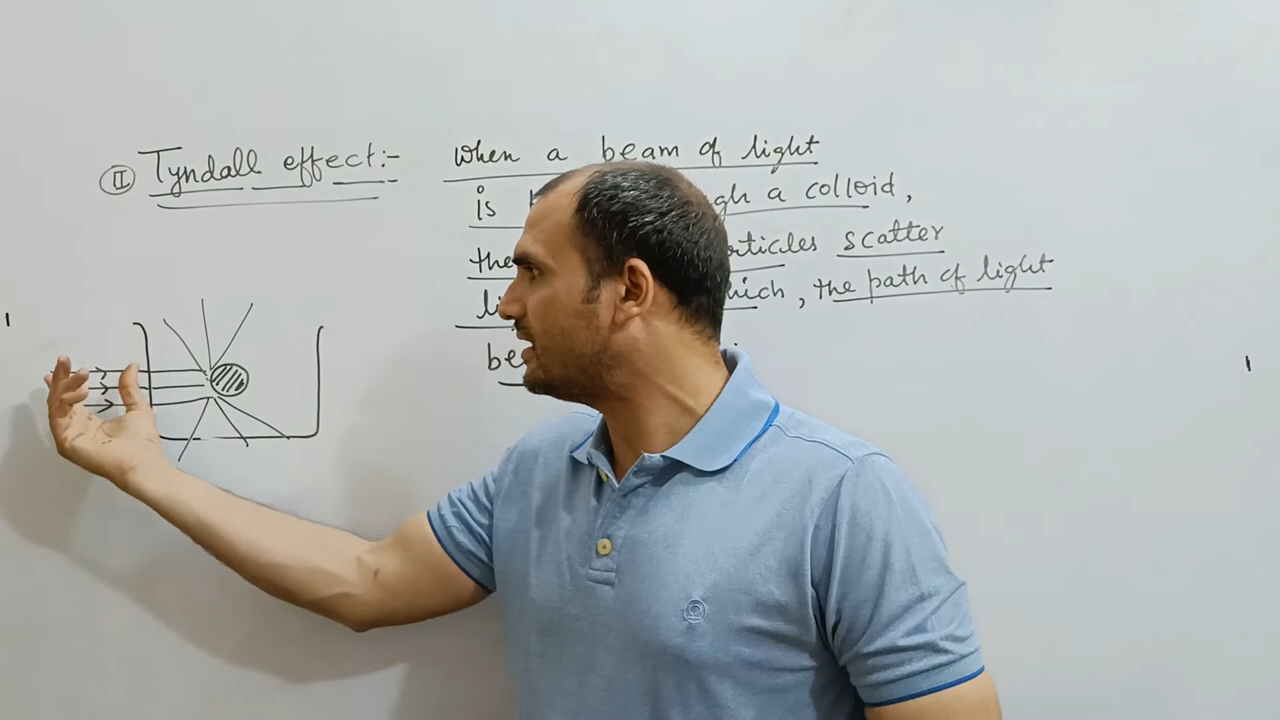 II Tyndall effect:-
when a beam of light
is gh a colloid,
the rticles scatter
hich, the path of light
be